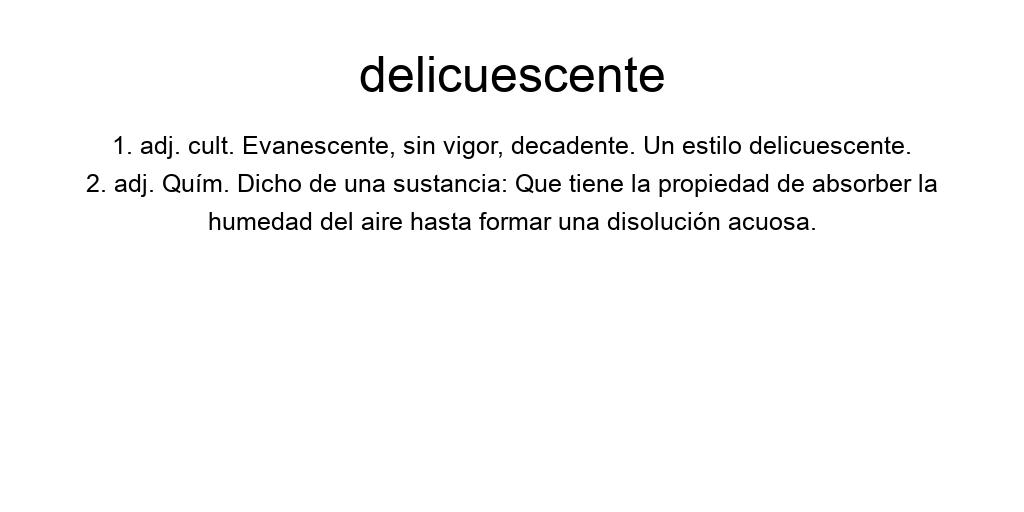 delicuescente
1. adj. cult. Evanescente, sin vigor, decadente. Un estilo delicuescente.
2. adj. Quím. Dicho de una sustancia: Que tiene la propiedad de absorber la
humedad del aire hasta formar una disolución acuosa.